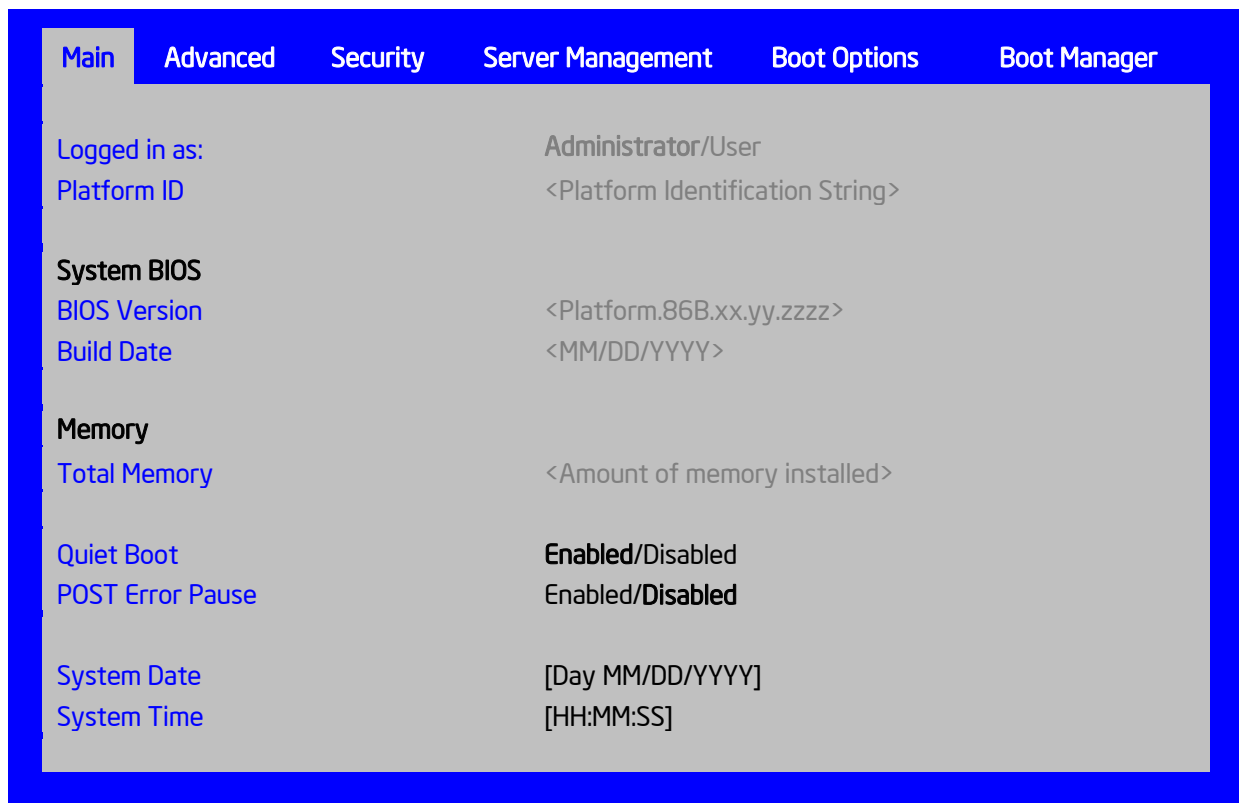 Main Advanced Security Server Management Boot Options Boot Manager
Logged in as: Administrator/User
Platform ID <Platform Identification String>
System BIOS
BIOS Version <Platform.86B.xx.yy.zzzz>
Build Date <MM/DD/YYYY>
Memory
Total Memory <Amount of memory installed>
Quiet Boot Enabled/Disabled
POST Error Pause Enabled/Disabled
System Date [Day MM/DD/YYYY]
System Time [HH:MM:SS]